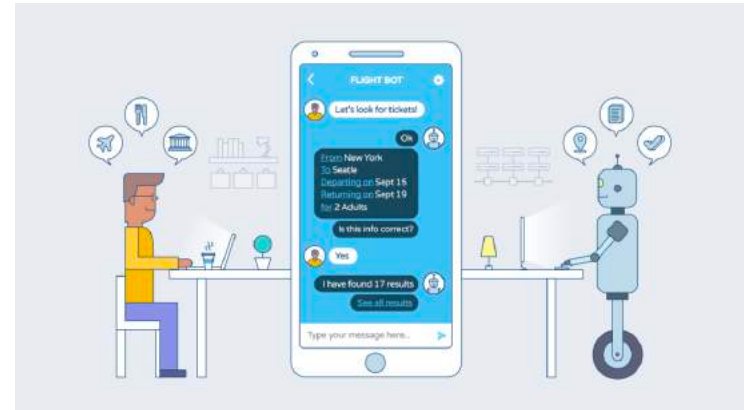 FLIGHT BOT
Let's look for tickets!
Ok
From New York
To Seatle
Departing on Sept 15
Returning on Sept 19
for 2 Adults
Is this info correct?
Yes
I have found 17 results
See all results
Type your message here..